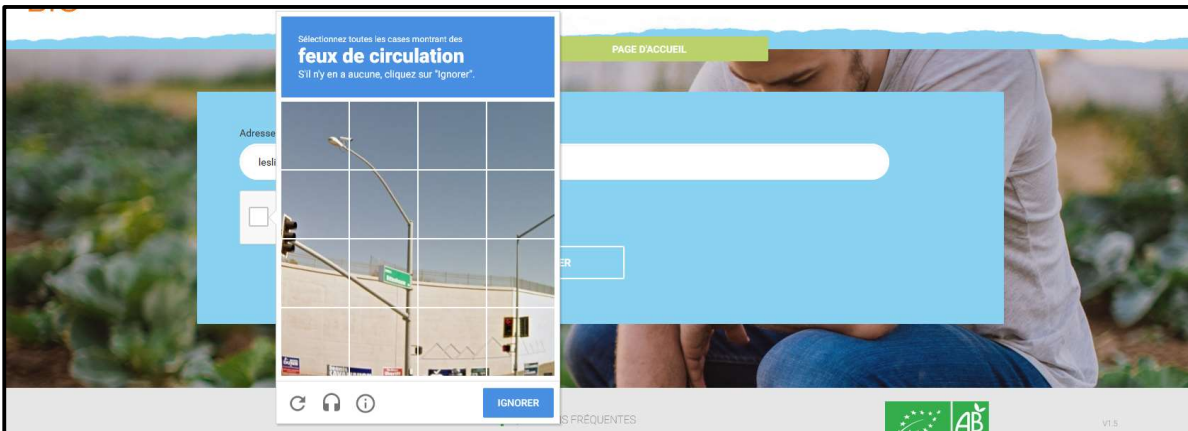 Sélectionnez toutes les cases montrant des
feux de circulation
S'il n'y en a aucune, cliquez sur "Ignorer".
PAGE D'ACCUEIL
Adresse
lesli
ER
IGNORER
S FRÉQUENTES
AB
V1.5